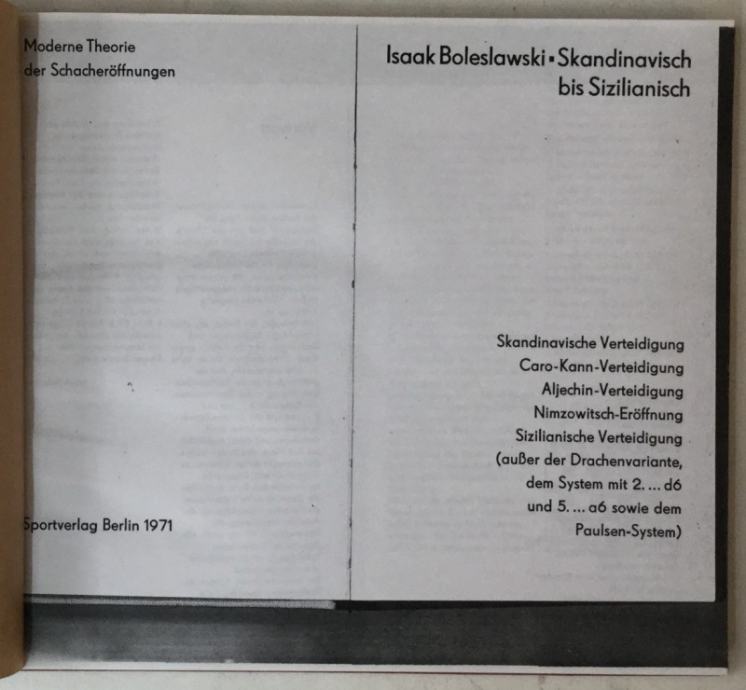 Moderne Theorie
der Schacheröffnungen
Sportverlag Berlin 1971
Isaak Boleslawski ▪ Skandinavisch
bis Sizilianisch
Skandinavische Verteidigung
Caro-Kann-Verteidigung
Aljechin-Verteidigung
Nimzowitsch-Eröffnung
Sizilianische Verteidigung
(außer der Drachenvariante,
dem System mit 2. ... d6
und 5. ... a6 sowie dem
Paulsen-System)